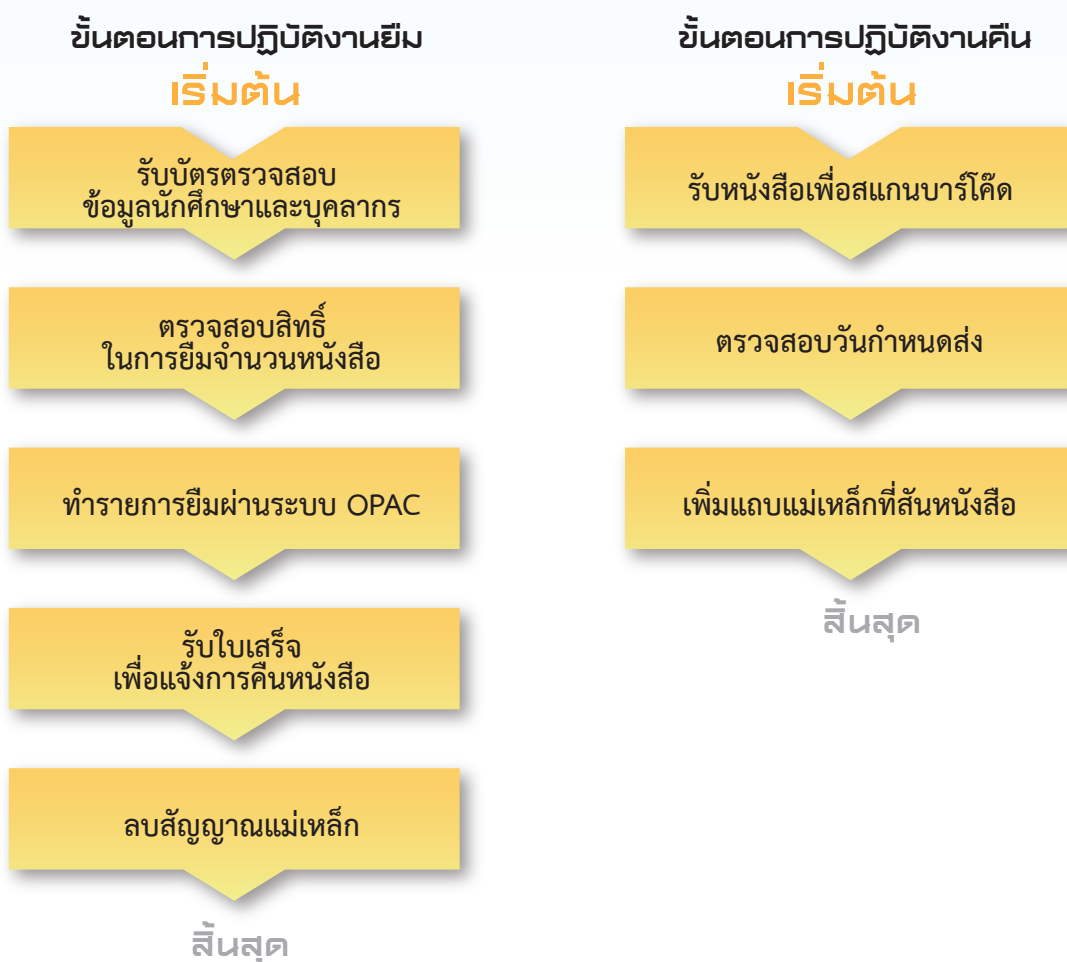 ขั้นตอนการปฏิบัติงานยืม
เริ่มต้น
รับบัตรตรวจสอบ
ข้อมูลนักศึกษาและบุคลากร
ตรวจสอบสิทธิ์
ในการยืมจำนวนหนังสือ
ทำรายการยืมผ่านระบบ OPAC
รับใบเสร็จ
เพื่อแจ้งการคืนหนังสือ
ลบสัญญาณแม่เหล็ก
สิ้นสุด
ขั้นตอนการปฏิบัติงานคืน
เริ่มต้น
รับหนังสือเพื่อสแกนบาร์โค๊ด
ตรวจสอบวันกำหนดส่ง
เพิ่มแถบแม่เหล็กที่สันหนังสือ
สิ้นสุด